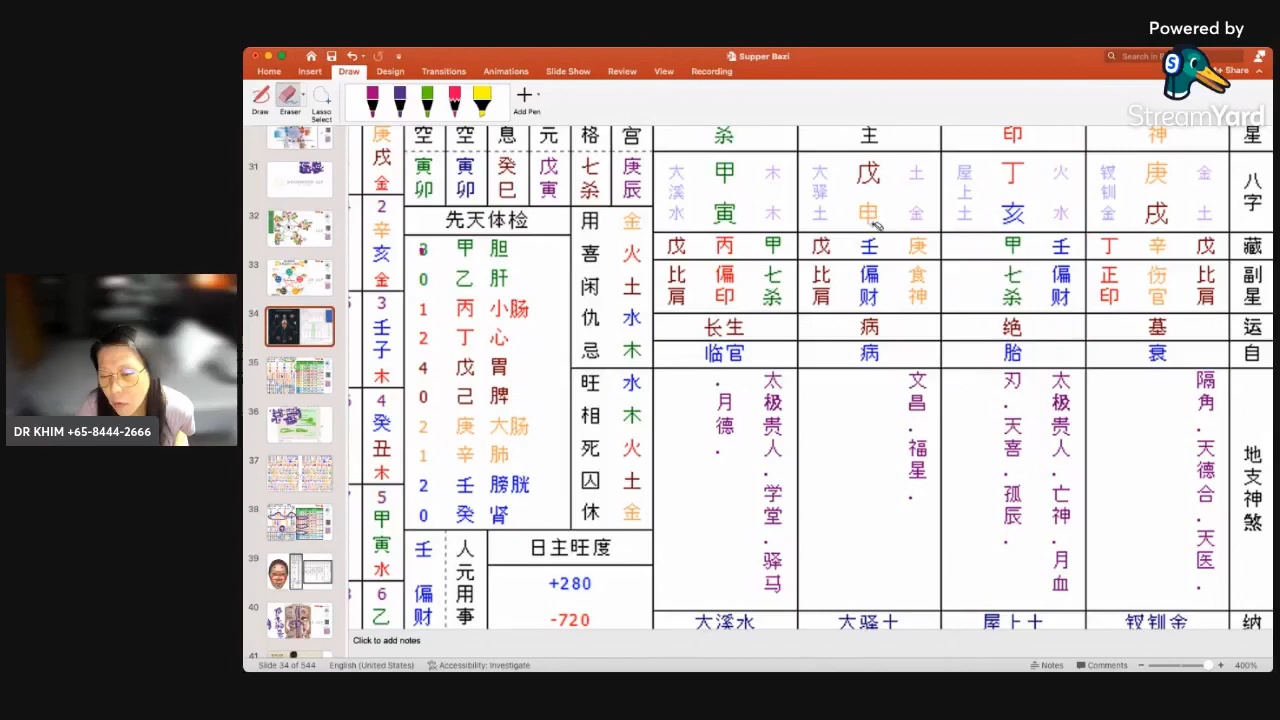 Powered by
StreamYard
S
Supper Bazi
Search in
Home Insert Draw Design Transitions Animations Slide Show Review View Recording
Share
Draw Eraser Lasso Select Add Pen
31
32
33
34
35
36
37
38
39
40
41
庚 空 空 息 元 格 宫 杀 主 印 神 星
戌 寅 寅 癸 戊 七 庚
金 卯 卯 巳 寅 杀 辰
大溪水 甲 木 大驿土 戊 土 屋上土 丁 火 钗钏金 庚 金 八字
寅 木 申 金 亥 水 戌 土
2 辛 亥 金
3 壬 子 木
4 癸 丑 木
5 甲 寅 水
6 乙
先天体检
3 甲 胆
0 乙 肝
1 丙 小肠
2 丁 心
4 戊 胃
0 己 脾
2 庚 大肠
1 辛 肺
2 壬 膀胱
0 癸 肾
用 金
喜 火
闲 土
仇 水
忌 木
旺 水
相 木
死 火
囚 土
休 金
戊 丙 甲 戊 壬 庚 甲 壬 丁 辛 戊 藏
比肩 偏印 七杀 比肩 偏财 食神 七杀 偏财 正印 伤官 比肩 副星
长生 病 绝 墓 运
临官 病 胎 衰 自
太极贵人.学堂.驿马
.月德.
文昌.福星.
太极贵人.亡神.月血
刃.天喜.孤辰.
隔角.天德合.天医.
地支神煞
壬 偏财
人元用事
日主旺度
+280
-720
大溪水 大驿土 屋上土 钗钏金 纳
DR KHIM +65-8444-2666
Click to add notes
Slide 34 of 544 English (United States) Accessibility: Investigate Notes Comments 400%